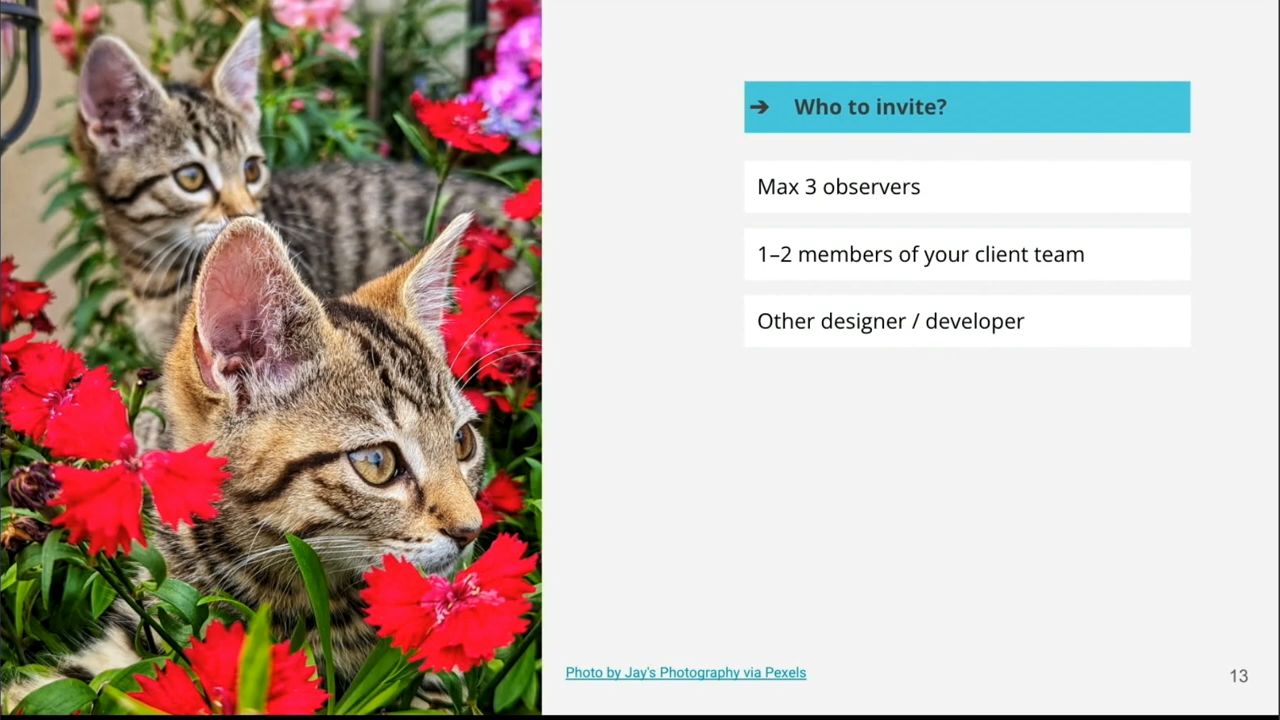 ➔ Who to invite?
Max 3 observers
1–2 members of your client team
Other designer / developer
Photo by Jay's Photography via Pexels
13